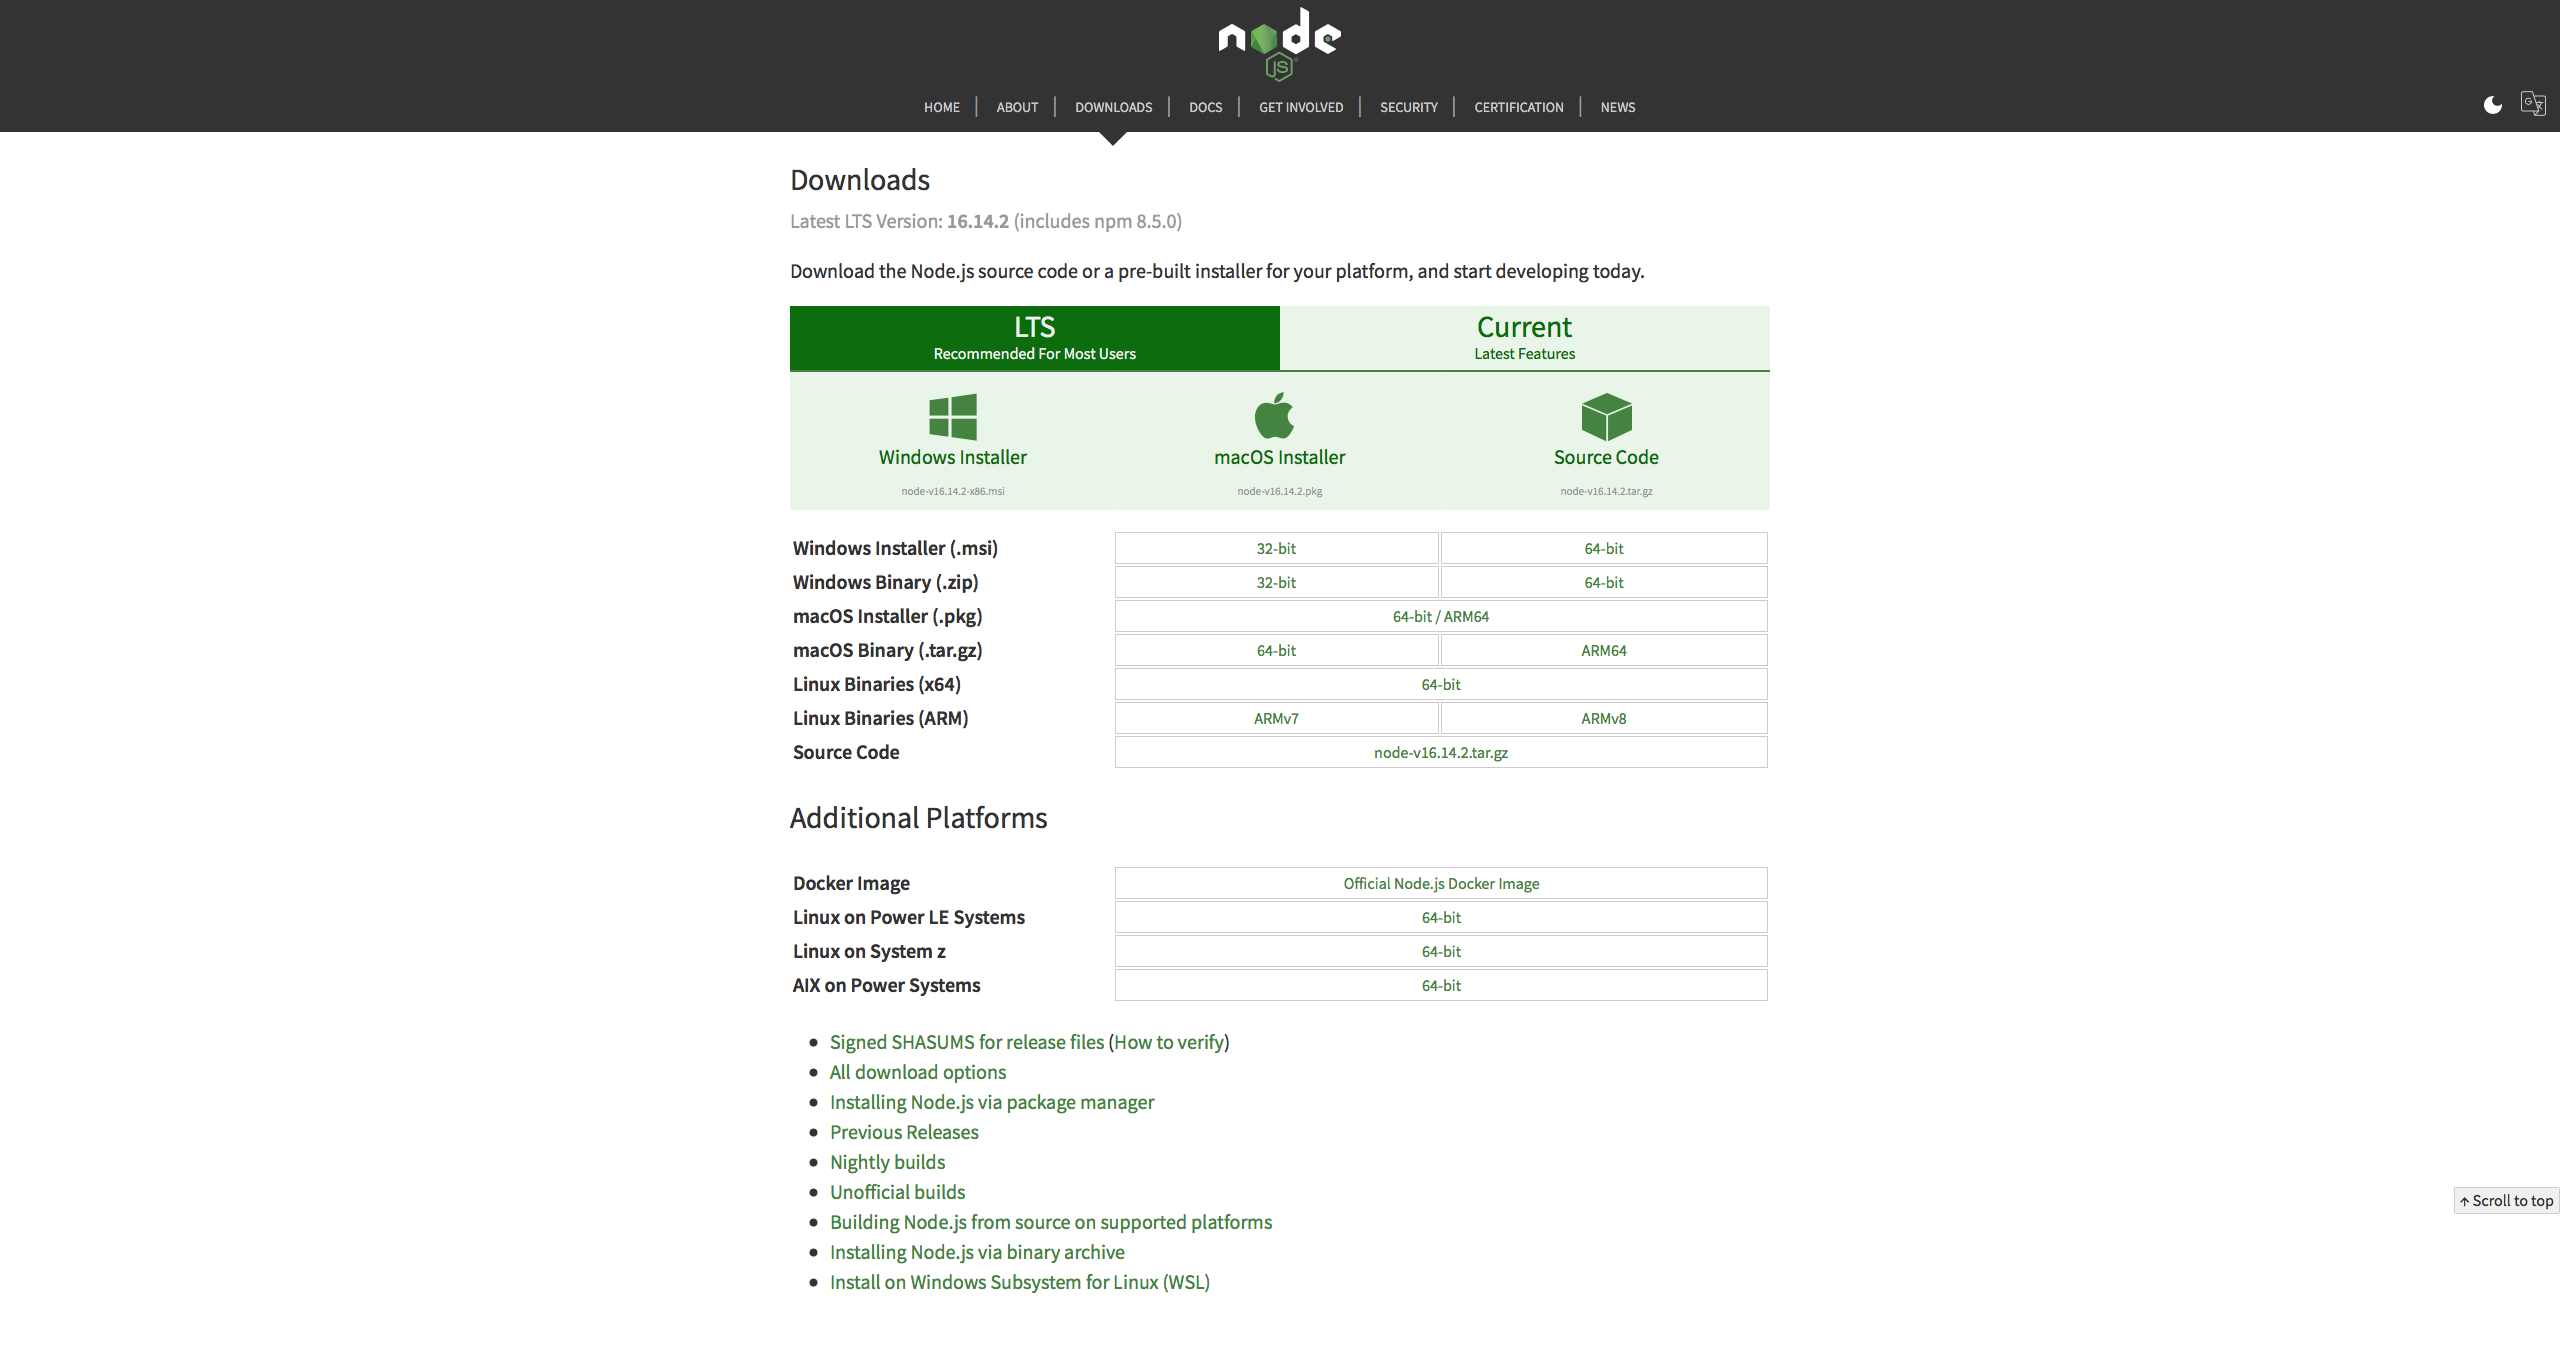 node
JS
HOME
ABOUT
DOWNLOADS
DOCS
GET INVOLVED
SECURITY
CERTIFICATION
NEWS
Downloads
Latest LTS Version: 16.14.2 (includes npm 8.5.0)
Download the Node.js source code or a pre-built installer for your platform, and start developing today.
LTS
Recommended For Most Users
Current
Latest Features
Windows Installer
node-v16.14.2-x86.msi
macOS Installer
node-v16.14.2.pkg
Source Code
node-v16.14.2.tar.gz
Windows Installer (.msi) 32-bit 64-bit
Windows Binary (.zip) 32-bit 64-bit
macOS Installer (.pkg) 64-bit / ARM64
macOS Binary (.tar.gz) 64-bit ARM64
Linux Binaries (x64) 64-bit
Linux Binaries (ARM) ARMv7 ARMv8
Source Code node-v16.14.2.tar.gz
Additional Platforms
Docker Image Official Node.js Docker Image
Linux on Power LE Systems 64-bit
Linux on System z 64-bit
AIX on Power Systems 64-bit
Signed SHASUMS for release files (How to verify)
All download options
Installing Node.js via package manager
Previous Releases
Nightly builds
Unofficial builds
Building Node.js from source on supported platforms
Installing Node.js via binary archive
Install on Windows Subsystem for Linux (WSL)
↑ Scroll to top